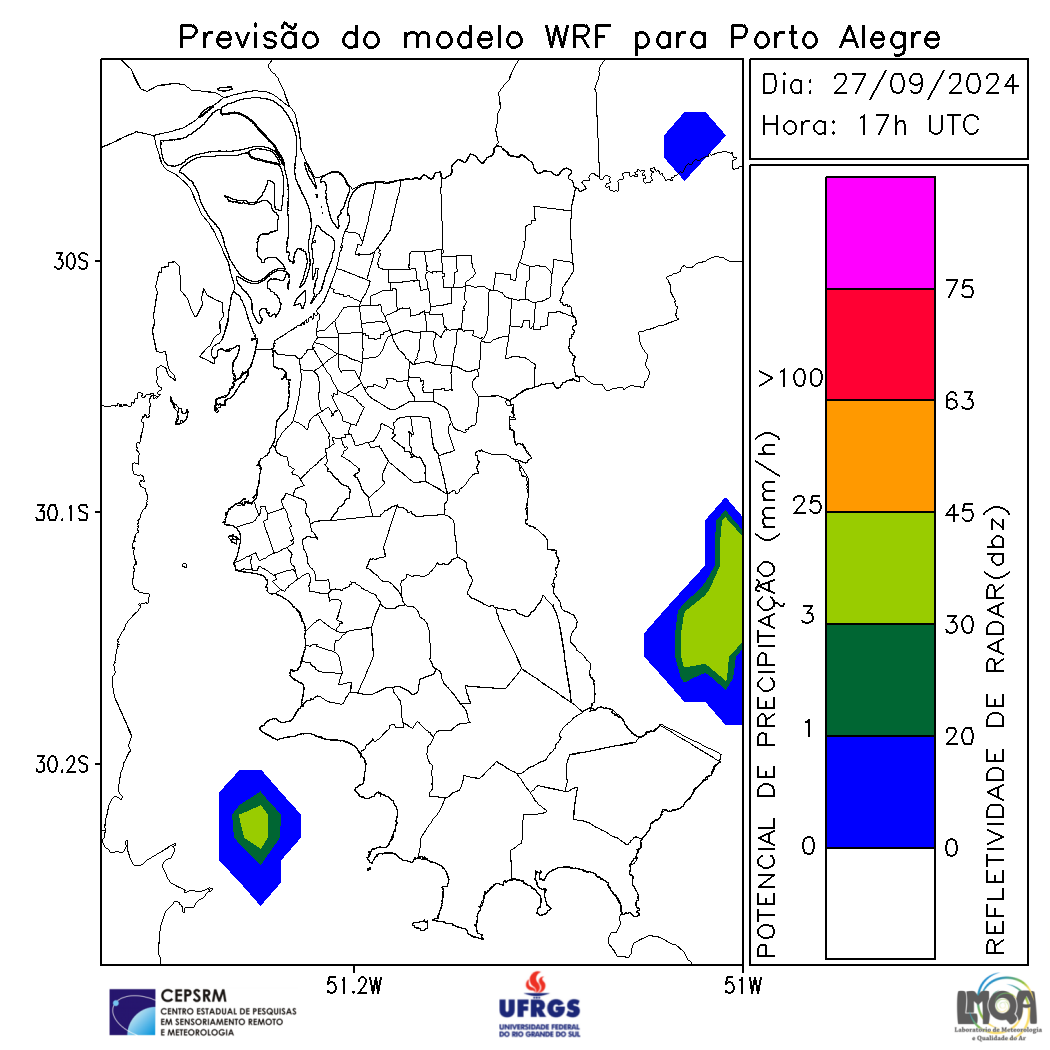 Previsão do modelo WRF para Porto Alegre
Dia: 27/09/2024
Hora: 17h UTC
30S
30.1S
30.2S
51.2W
51W
POTENCIAL DE PRECIPITAÇÃO (mm/h)
>100
25
3
1
0
75
63
45
30
20
0
REFLETIVIDADE DE RADAR(dbz)
CEPSRM
CENTRO ESTADUAL DE PESQUISAS
EM SENSORIAMENTO REMOTO
E METEOROLOGIA
UFRGS
UNIVERSIDADE FEDERAL
DO RIO GRANDE DO SUL
LMQA
Laboratório de Meteorologia
e Qualidade do Ar